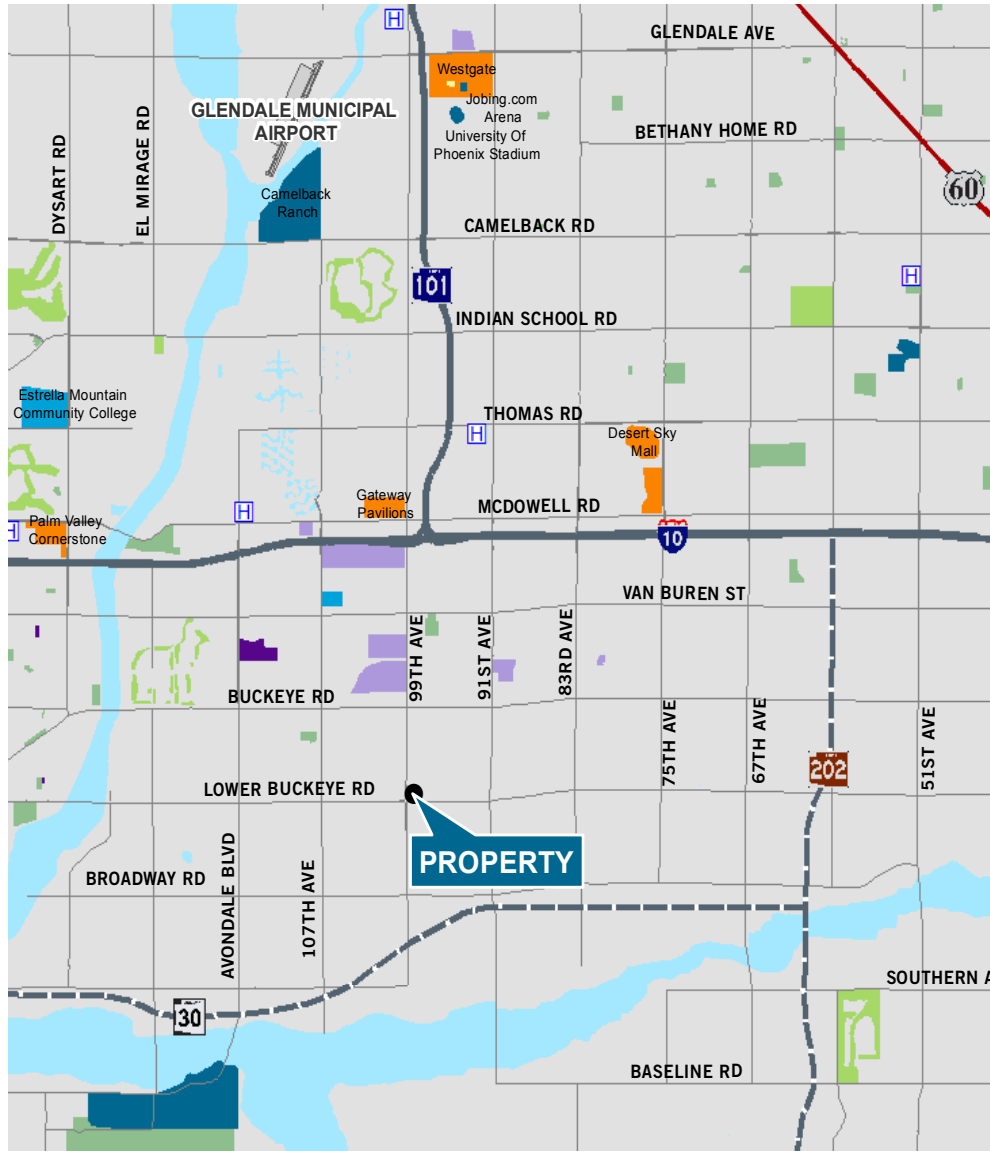 H
GLENDALE AVE
Westgate
GLENDALE MUNICIPAL
AIRPORT
Jobing.com
Arena
University Of
Phoenix Stadium
BETHANY HOME RD
DYSART RD
EL MIRAGE RD
60
Camelback
Ranch
CAMELBACK RD
101
H
INDIAN SCHOOL RD
Estrella Mountain
Community College
THOMAS RD
H
Desert Sky
Mall
Gateway
Pavilions
MCDOWELL RD
H
H
Palm Valley
Cornerstone
10
VAN BUREN ST
99TH AVE
91ST AVE
83RD AVE
BUCKEYE RD
75TH AVE
67TH AVE
51ST AVE
202
LOWER BUCKEYE RD
PROPERTY
BROADWAY RD
AVONDALE BLVD
107TH AVE
SOUTHERN A
30
BASELINE RD